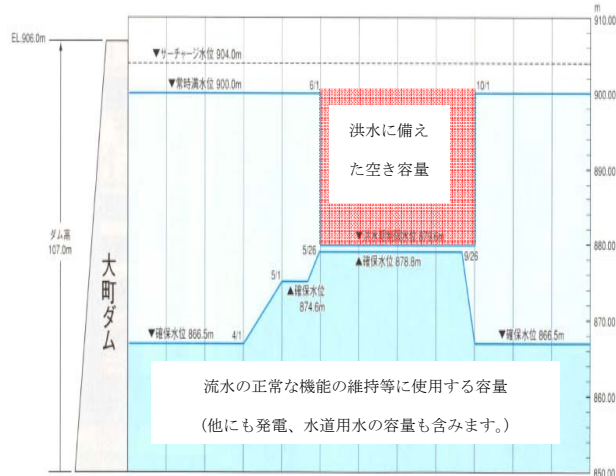 m
910.00
EL.906.0m
▼サーチャージ水位 904.0m
▼常時満水位 900.0m
6/1
10/1
900.00
洪水に備え
た空き容量
890.00
ダム高
107.0m
大町ダム
5/26
9/26
880.00
▲確保水位 878.8m
5/1
▲確保水位
874.6m
870.00
▼確保水位 866.5m
4/1
▼確保水位 866.5m
流水の正常な機能の維持等に使用する容量
(他にも発電、水道用水の容量も含みます。)
860.00
850.00